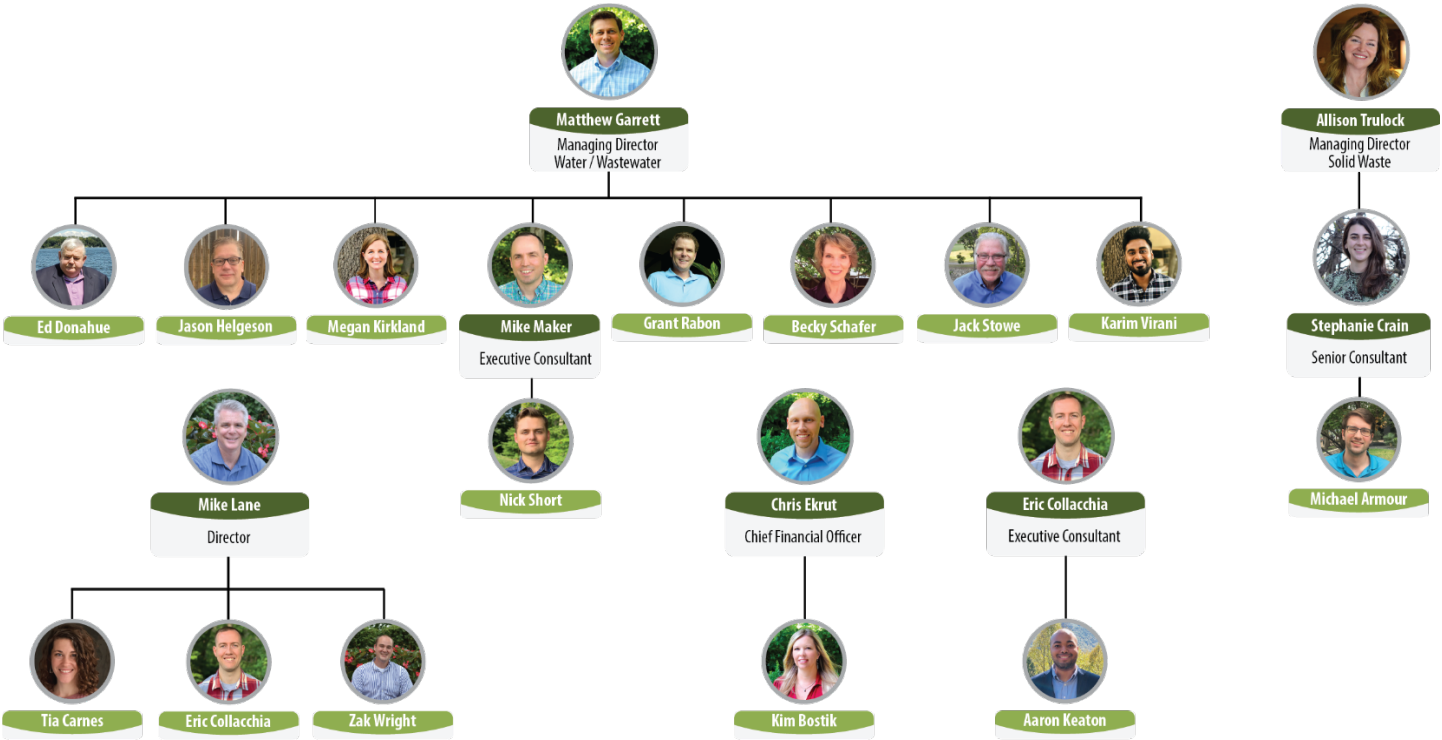 Matthew Garrett
Managing Director
Water / Wastewater
Allison Trulock
Managing Director
Solid Waste
Ed Donahue
Jason Helgeson
Megan Kirkland
Mike Maker
Executive Consultant
Grant Rabon
Becky Schafer
Jack Stowe
Karim Virani
Stephanie Crain
Senior Consultant
Mike Lane
Director
Nick Short
Chris Ekrut
Chief Financial Officer
Eric Collacchia
Executive Consultant
Michael Armour
Tia Carnes
Eric Collacchia
Zak Wright
Kim Bostik
Aaron Keaton